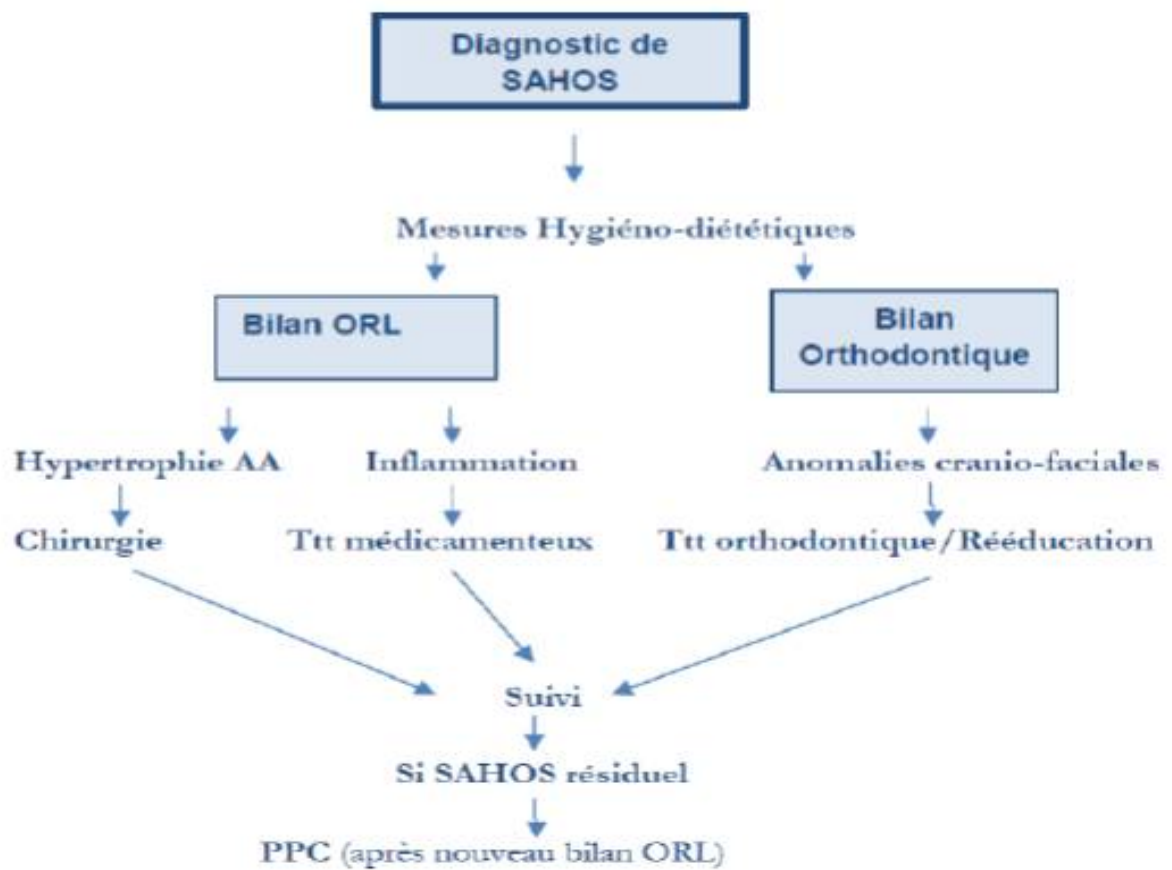 Diagnostic de
SAHOS
Mesures Hygiéno-diététiques
Bilan ORL
Bilan
Orthodontique
Hypertrophie AA
Inflammation
Anomalies cranio-faciales
Chirurgie
Ttt médicamenteux
Ttt orthodontique/Rééducation
Suivi
Si SAHOS résiduel
PPC (après nouveau bilan ORL)